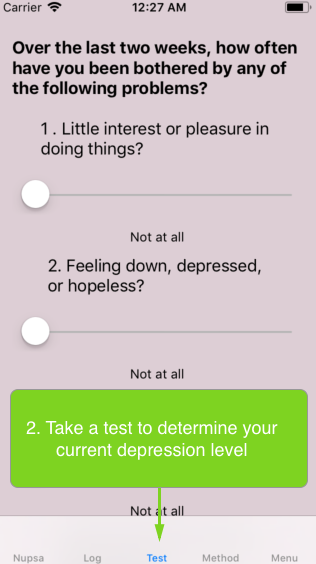 Carrier 12:27 AM
Over the last two weeks, how often
have you been bothered by any of
the following problems?
1 . Little interest or pleasure in
doing things?
Not at all
2. Feeling down, depressed,
or hopeless?
Not at all
2. Take a test to determine your
current depression level
Not at all
Nupsa Log Test Method Menu